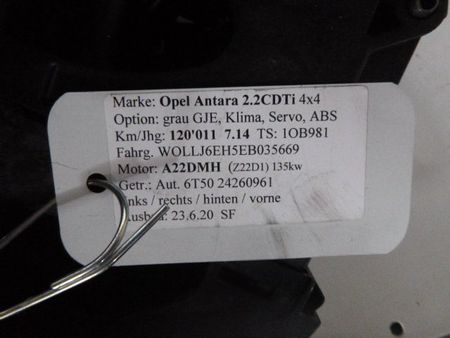 Marke: Opel Antara 2.2CDTi 4x4
Option: grau GJE, Klima, Servo, ABS
Km/Jhg: 120'011 7.14 TS: 1OB981
Fahrg. WOLLJ6EH5EB035669
Motor: A22DMH (Z22D1) 135kw
Getr.: Aut. 6T50 24260961
/ rechts / hinten / vorne
23.6.20 SF